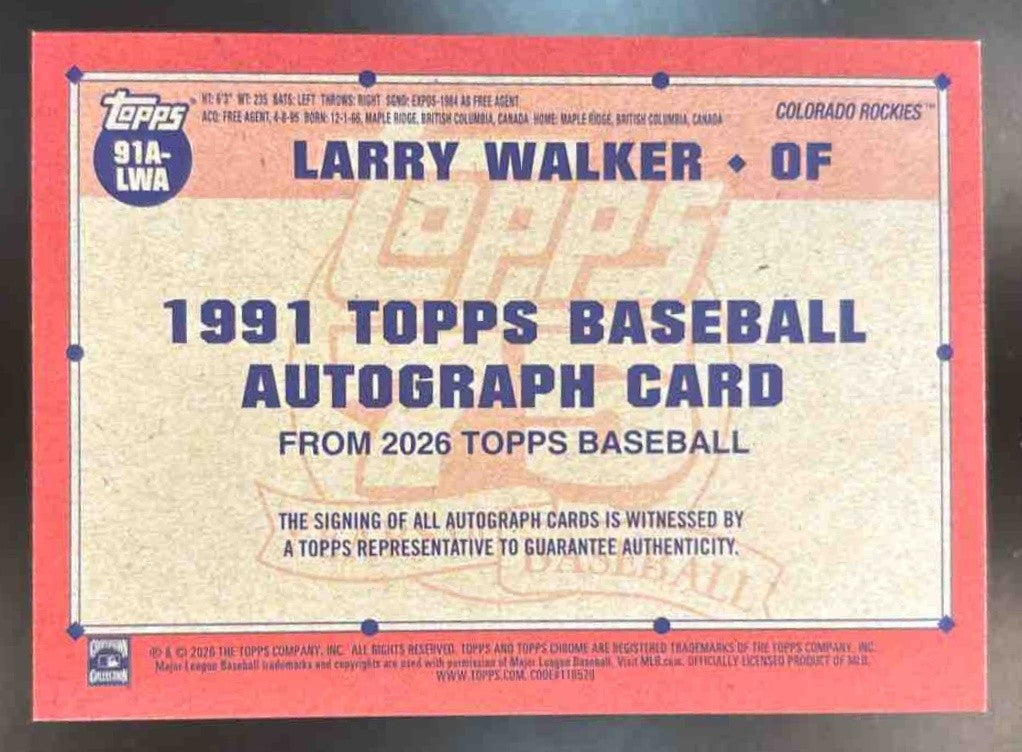 Topps
91A-
LWA
HT: 6'3" WT: 235 BATS: LEFT THROWS: RIGHT SGND: EXPOS-1984 AS FREE AGENT
ACQ: FREE AGENT, 4-8-95 BORN: 12-1-66, MAPLE RIDGE, BRITISH COLUMBIA, CANADA HOME: MAPLE RIDGE, BRITISH COLUMBIA, CANADA
COLORADO ROCKIES™
LARRY WALKER ◆ OF
Topps
75
1991 TOPPS BASEBALL
AUTOGRAPH CARD
FROM 2026 TOPPS BASEBALL
THE SIGNING OF ALL AUTOGRAPH CARDS IS WITNESSED BY
A TOPPS REPRESENTATIVE TO GUARANTEE AUTHENTICITY.
BASEBALL
COOPERSTOWN
COLLECTION
® & © 2026 THE TOPPS COMPANY, INC. ALL RIGHTS RESERVED. TOPPS AND TOPPS CHROME ARE REGISTERED TRADEMARKS OF THE TOPPS COMPANY, INC.
Major League Baseball trademarks and copyrights are used with permission of Major League Baseball. Visit MLB.com. OFFICIALLY LICENSED PRODUCT OF MLB.
WWW.TOPPS.COM. CODE#118520